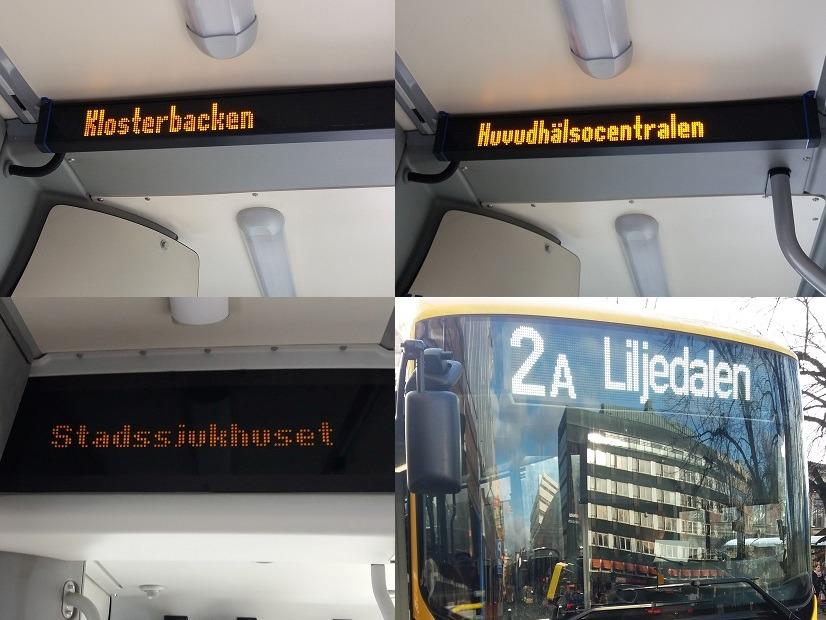 Klosterbacken
Huvudhälsocentralen
Stadssjukhuset
2A Liljedalen